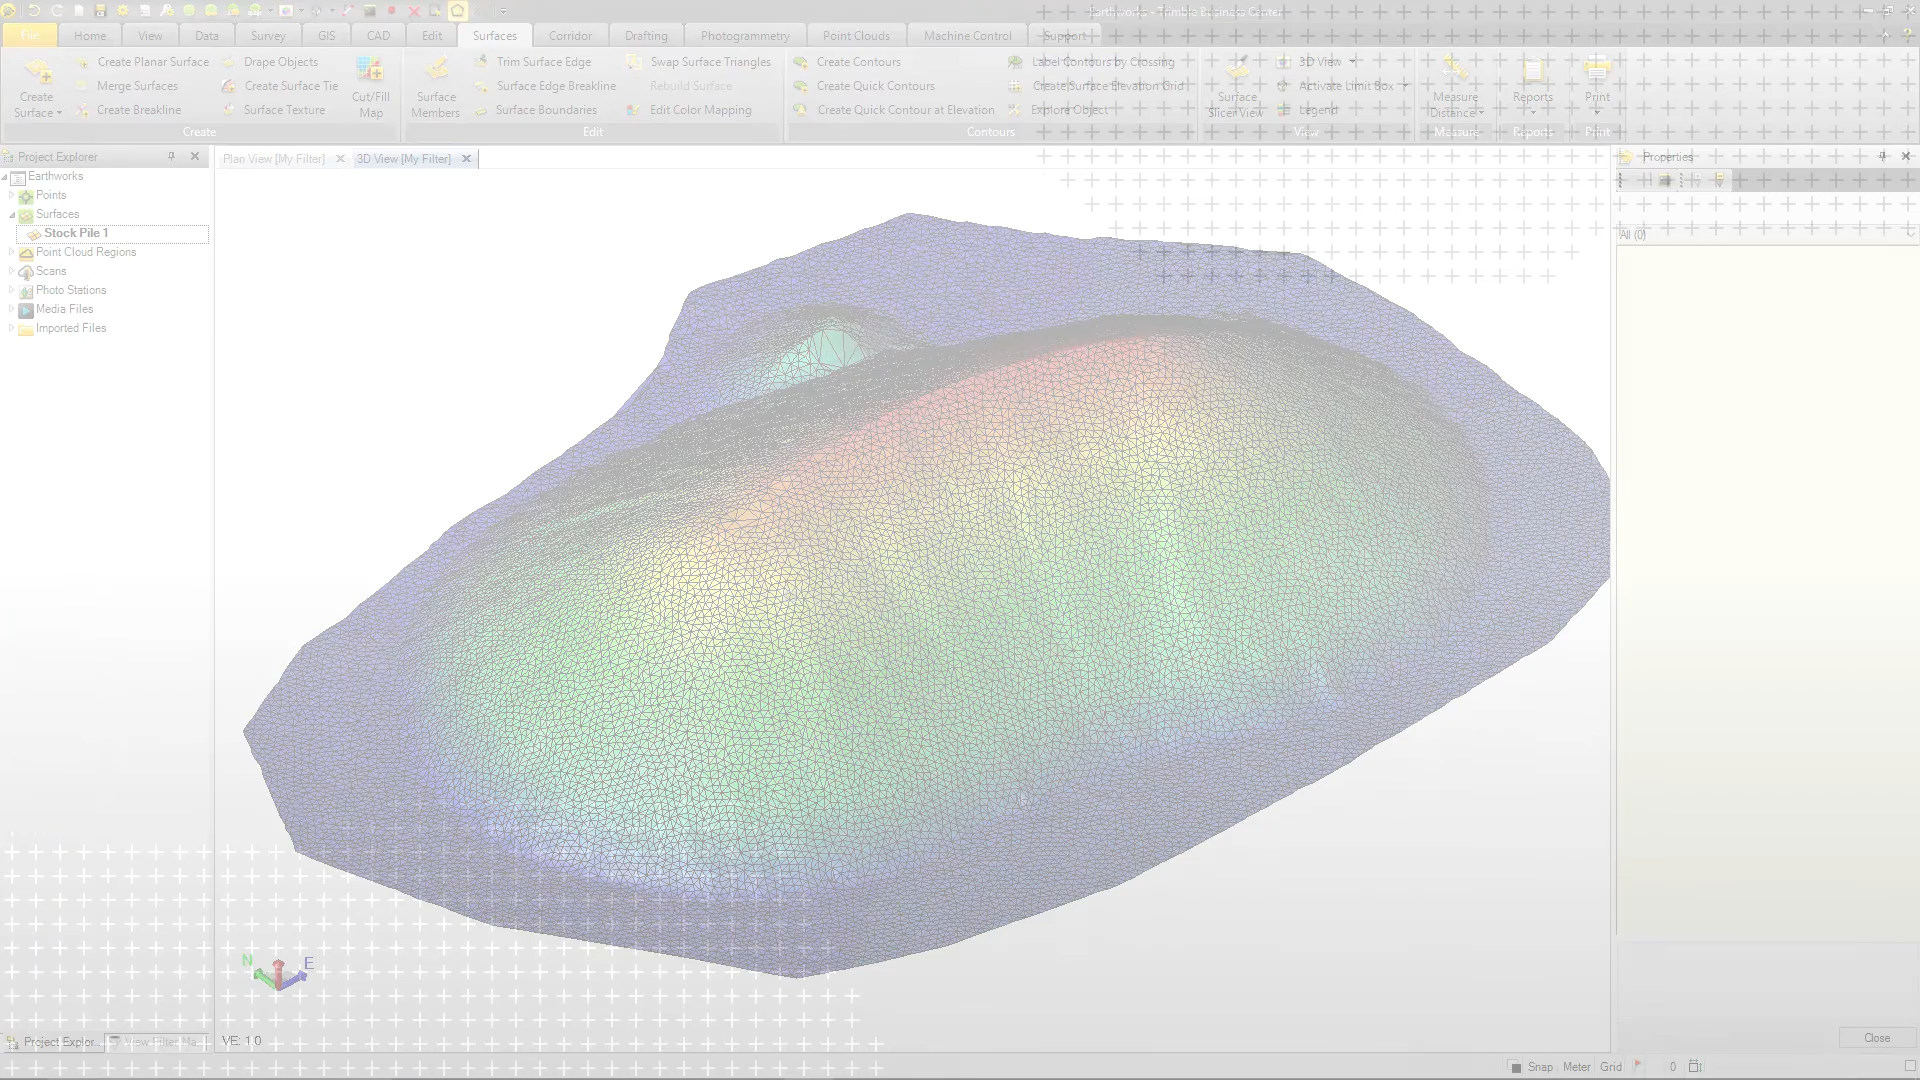 Earthworks - Trimble Business Center
File Home View Data Survey GIS CAD Edit Surfaces Corridor Drafting Photogrammetry Point Clouds Machine Control Support
Create Planar Surface Drape Objects Trim Surface Edge Swap Surface Triangles Create Contours Label Contours by Crossing 3D View
Merge Surfaces Create Surface Tie Surface Edge Breakline Rebuild Surface Create Quick Contours Create Surface Elevation Grid Activate Limit Box
Create Surface Cut/Fill Map Surface Members Surface Slicer View Measure Distance Reports Print
Create Breakline Surface Texture Surface Boundaries Edit Color Mapping Create Quick Contour at Elevation Explore Object Legend
Create Edit Contours View Measure Reports Print
Project Explorer
Plan View [My Filter] 3D View [My Filter]
Properties
Earthworks
Points
Surfaces
Stock Pile 1
Point Cloud Regions
Scans
Photo Stations
Media Files
Imported Files
All (0)
N E
VE: 1.0
Project Explor... View Filter Ma...
Close
Snap Meter Grid 0